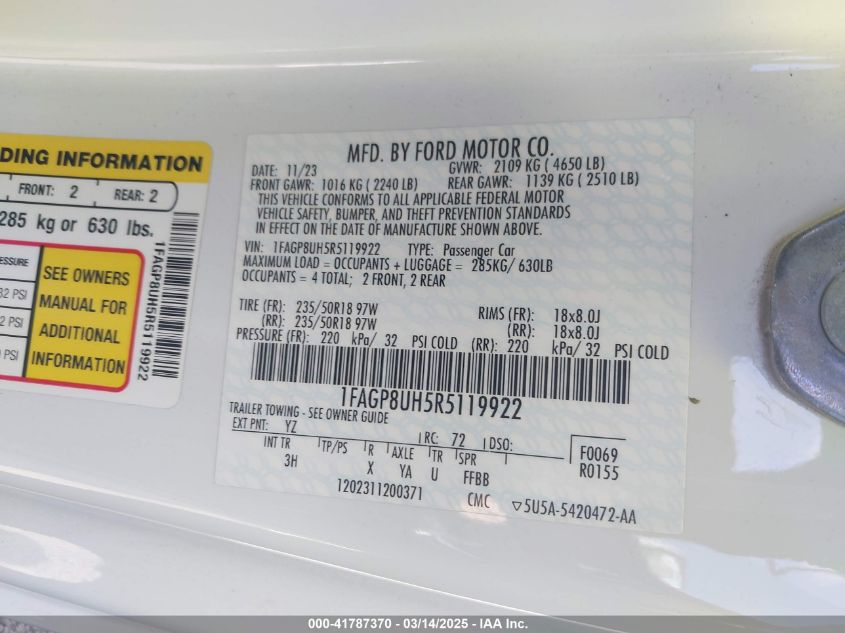 DING INFORMATION
FRONT: 2 REAR: 2
285 kg or 630 lbs.
ESSURE
32 PSI
2 PSI
PSI
SEE OWNERS
MANUAL FOR
ADDITIONAL
INFORMATION
1FAGP8UH5R5119922
MFD. BY FORD MOTOR CO.
DATE: 11/23 GVWR: 2109 KG ( 4650 LB)
FRONT GAWR: 1016 KG ( 2240 LB) REAR GAWR: 1139 KG ( 2510 LB)
THIS VEHICLE CONFORMS TO ALL APPLICABLE FEDERAL MOTOR
VEHICLE SAFETY, BUMPER, AND THEFT PREVENTION STANDARDS
IN EFFECT ON THE DATE OF MANUFACTURE SHOWN ABOVE.
VIN: 1FAGP8UH5R5119922 TYPE: Passenger Car
MAXIMUM LOAD = OCCUPANTS + LUGGAGE = 285KG/ 630LB
OCCUPANTS = 4 TOTAL; 2 FRONT, 2 REAR
TIRE (FR): 235/50R18 97W RIMS (FR): 18x8.0J
(RR): 235/50R18 97W (RR): 18x8.0J
PRESSURE (FR): 220 kPa/ 32 PSI COLD (RR): 220 kPa/ 32 PSI COLD
1FAGP8UH5R5119922
TRAILER TOWING - SEE OWNER GUIDE
EXT PNT: YZ RC: 72 DSO: F0069
INT TR TP/PS R AXLE TR SPR R0155
3H X YA U FFBB
1202311200371 CMC ▽5U5A-5420472-AA
000-41787370 — 03/14/2025 — IAA Inc.